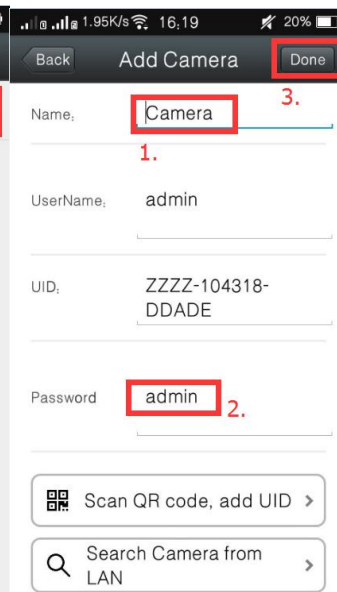 1.95K/s 16:19 20%
Back Add Camera Done
3.
Name: Camera
1.
UserName: admin
UID: ZZZZ-104318-
DDADE
Password admin
2.
Scan QR code, add UID >
Search Camera from
LAN >